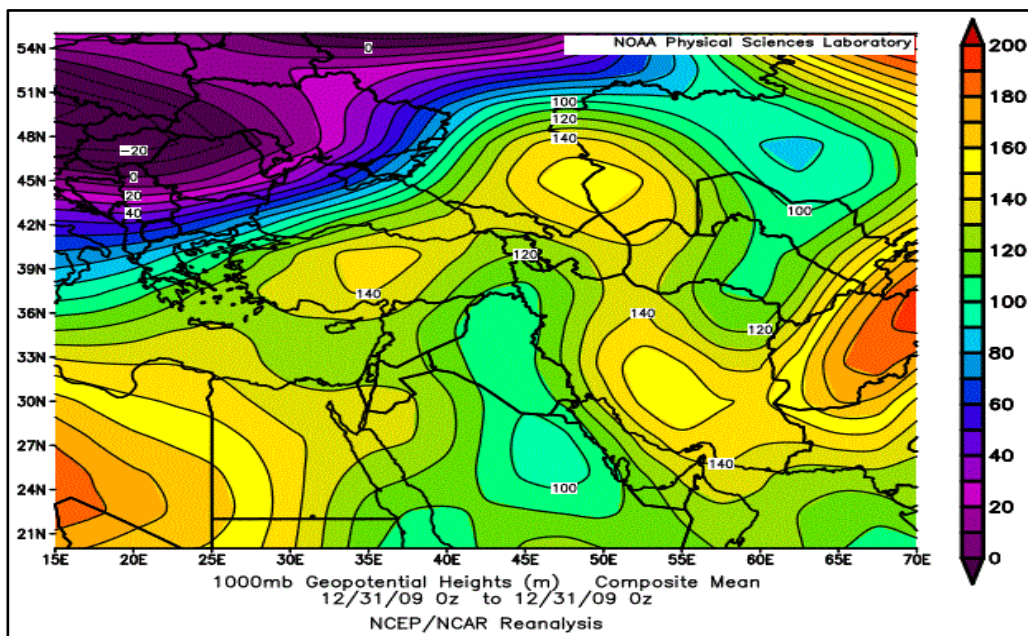 NOAA Physical Sciences Laboratory
54N
51N
48N
45N
42N
39N
36N
33N
30N
27N
24N
21N
0
-20
0
20
40
100
120
140
100
120
140
140
120
140
100
15E 20E 25E 30E 35E 40E 45E 50E 55E 60E 65E 70E
200
180
160
140
120
100
80
60
40
20
0
1000mb Geopotential Heights (m) Composite Mean
12/31/09 0z to 12/31/09 0z
NCEP/NCAR Reanalysis